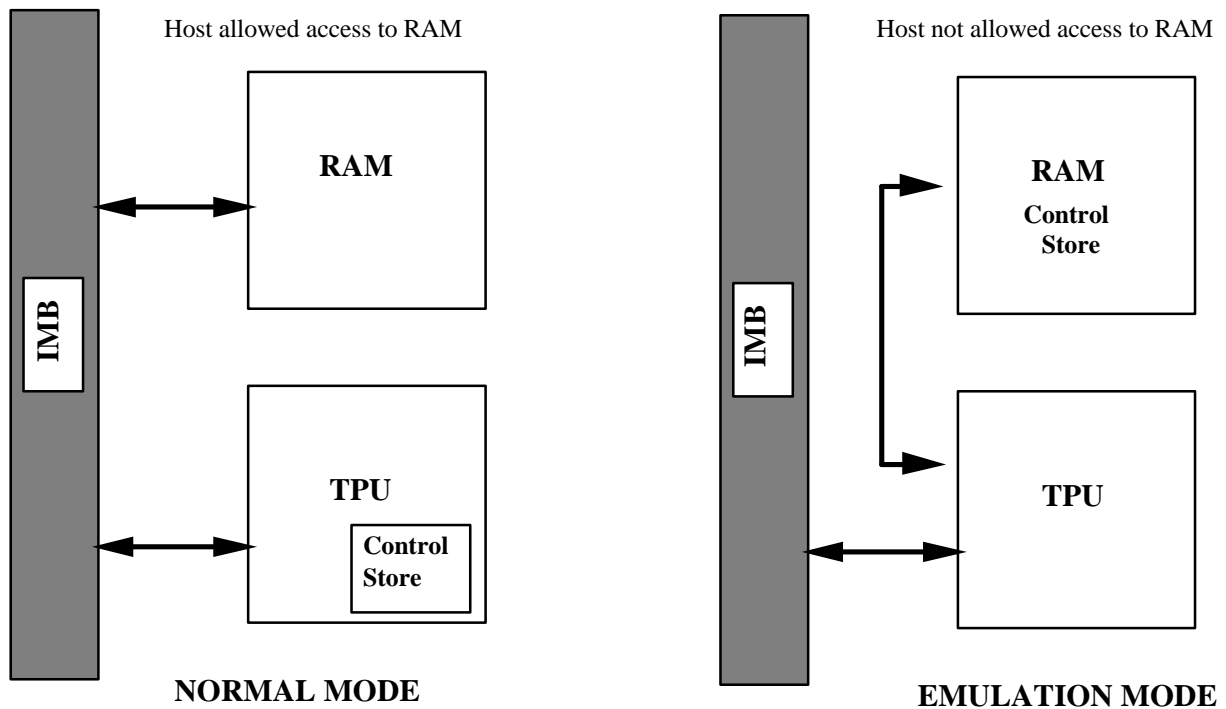 Host allowed access to RAM
RAM
IMB
TPU
Control
Store
NORMAL MODE
Host not allowed access to RAM
RAM
Control
Store
IMB
TPU
EMULATION MODE